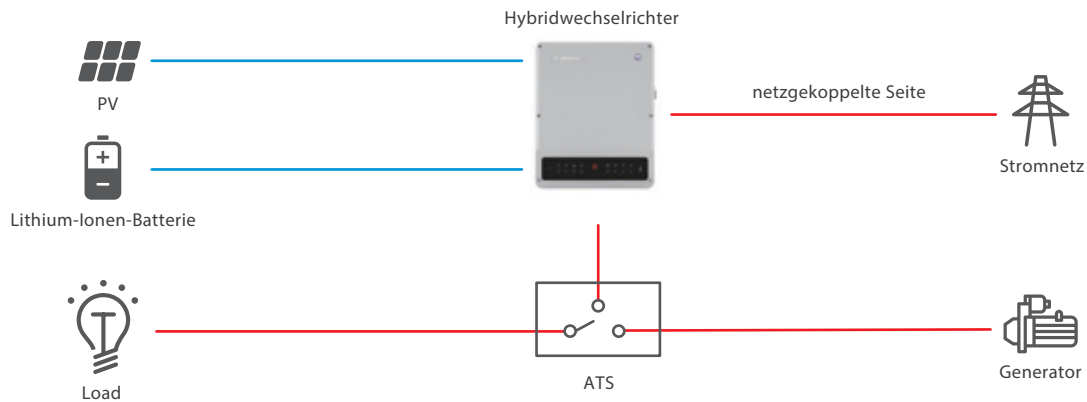 Hybridwechselrichter
PV
netzgekoppelte Seite
Stromnetz
Lithium-Ionen-Batterie
Load
ATS
Generator